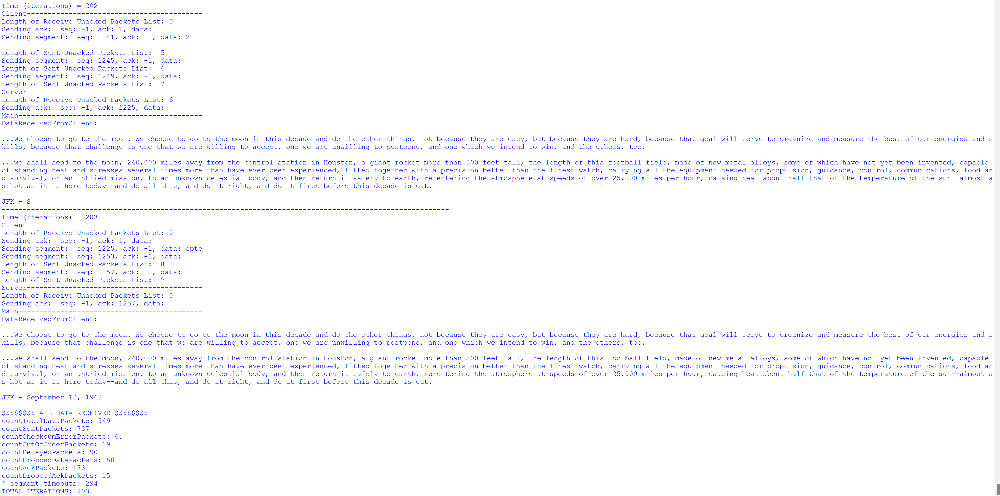 Time (iterations) = 202
Client------------------------------------------
Length of Receive Unacked Packets List: 0
Sending ack:  seq: -1, ack: 1, data:
Sending segment:  seq: 1241, ack: -1, data: 2

Length of Sent Unacked Packets List:  5
Sending segment:  seq: 1245, ack: -1, data:
Length of Sent Unacked Packets List:  6
Sending segment:  seq: 1249, ack: -1, data:
Length of Sent Unacked Packets List:  7
Server------------------------------------------
Length of Receive Unacked Packets List: 6
Sending ack:  seq: -1, ack: 1225, data:
Main--------------------------------------------
DataReceivedFromClient:

...We choose to go to the moon. We choose to go to the moon in this decade and do the other things, not because they are easy, but because they are hard, because that goal will serve to organize and measure the best of our energies and s
kills, because that challenge is one that we are willing to accept, one we are unwilling to postpone, and one which we intend to win, and the others, too.

...we shall send to the moon, 240,000 miles away from the control station in Houston, a giant rocket more than 300 feet tall, the length of this football field, made of new metal alloys, some of which have not yet been invented, capable
of standing heat and stresses several times more than have ever been experienced, fitted together with a precision better than the finest watch, carrying all the equipment needed for propulsion, guidance, control, communications, food an
d survival, on an untried mission, to an unknown celestial body, and then return it safely to earth, re-entering the atmosphere at speeds of over 25,000 miles per hour, causing heat about half that of the temperature of the sun--almost a
s hot as it is here today--and do all this, and do it right, and do it first before this decade is out.

JFK - S
-----------------------------------------------------------------------------------------------------------
Time (iterations) = 203
Client------------------------------------------
Length of Receive Unacked Packets List: 0
Sending ack:  seq: -1, ack: 1, data:
Sending segment:  seq: 1225, ack: -1, data: epte
Sending segment:  seq: 1253, ack: -1, data:
Length of Sent Unacked Packets List:  8
Sending segment:  seq: 1257, ack: -1, data:
Length of Sent Unacked Packets List:  9
Server------------------------------------------
Length of Receive Unacked Packets List: 0
Sending ack:  seq: -1, ack: 1257, data:
Main--------------------------------------------
DataReceivedFromClient:

...We choose to go to the moon. We choose to go to the moon in this decade and do the other things, not because they are easy, but because they are hard, because that goal will serve to organize and measure the best of our energies and s
kills, because that challenge is one that we are willing to accept, one we are unwilling to postpone, and one which we intend to win, and the others, too.

...we shall send to the moon, 240,000 miles away from the control station in Houston, a giant rocket more than 300 feet tall, the length of this football field, made of new metal alloys, some of which have not yet been invented, capable
of standing heat and stresses several times more than have ever been experienced, fitted together with a precision better than the finest watch, carrying all the equipment needed for propulsion, guidance, control, communications, food an
d survival, on an untried mission, to an unknown celestial body, and then return it safely to earth, re-entering the atmosphere at speeds of over 25,000 miles per hour, causing heat about half that of the temperature of the sun--almost a
s hot as it is here today--and do all this, and do it right, and do it first before this decade is out.

JFK - September 12, 1962

$$$$$$$$ ALL DATA RECEIVED $$$$$$$$
countTotalDataPackets: 549
countSentPackets: 737
countChecksumErrorPackets: 65
countOutOfOrderPackets: 19
countDelayedPackets: 90
countDroppedDataPackets: 58
countAckPackets: 173
countDroppedAckPackets: 15
# segment timeouts: 294
TOTAL ITERATIONS: 203